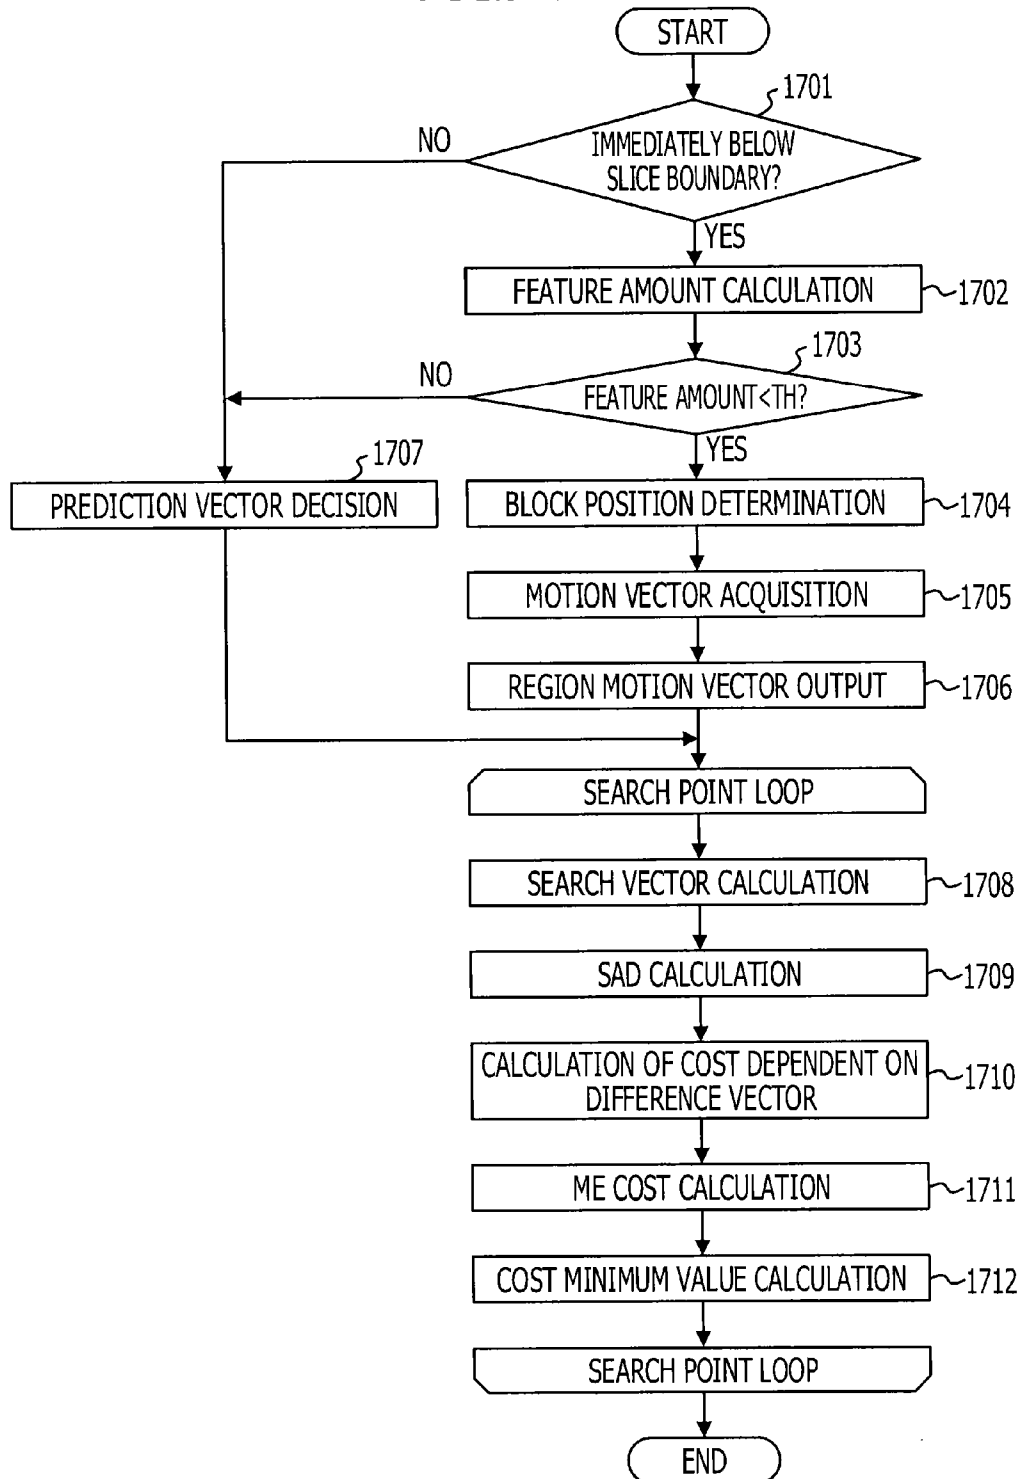 START
1701
NO
IMMEDIATELY BELOW
SLICE BOUNDARY?
YES
FEATURE AMOUNT CALCULATION
1702
1703
NO
FEATURE AMOUNT<TH?
YES
1707
PREDICTION VECTOR DECISION
BLOCK POSITION DETERMINATION
1704
MOTION VECTOR ACQUISITION
1705
REGION MOTION VECTOR OUTPUT
1706
SEARCH POINT LOOP
SEARCH VECTOR CALCULATION
1708
SAD CALCULATION
1709
CALCULATION OF COST DEPENDENT ON
DIFFERENCE VECTOR
1710
ME COST CALCULATION
1711
COST MINIMUM VALUE CALCULATION
1712
SEARCH POINT LOOP
END